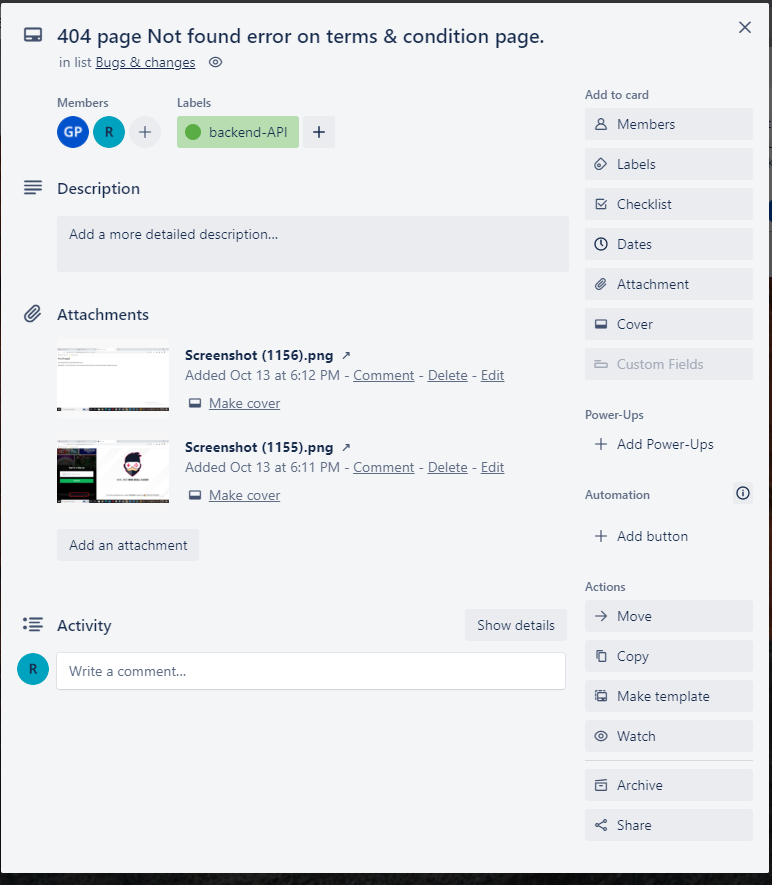 404 page Not found error on terms & condition page.
in list Bugs & changes
Members
Labels
GP
R
backend-API
Description
Add a more detailed description...
Attachments
Screenshot (1156).png ↗
Added Oct 13 at 6:12 PM - Comment - Delete - Edit
Make cover
Screenshot (1155).png ↗
Added Oct 13 at 6:11 PM - Comment - Delete - Edit
Make cover
Add an attachment
Activity
Show details
R
Write a comment...
Add to card
Members
Labels
Checklist
Dates
Attachment
Cover
Custom Fields
Power-Ups
Add Power-Ups
Automation
Add button
Actions
Move
Copy
Make template
Watch
Archive
Share